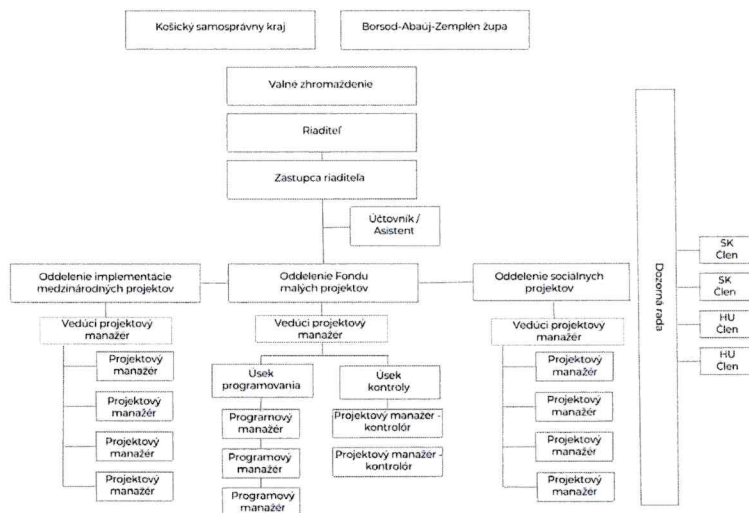 Košický samosprávny kraj
Borsod-Abaúj-Zemplén župa
Valné zhromaždenie
Riaditeľ
Zástupca riaditeľa
Účtovník /
Asistent
Oddelenie implementácie
medzinárodných projektov
Oddelenie Fondu
malých projektov
Oddelenie sociálnych
projektov
Vedúci projektový
manažér
Projektový
manažér
Projektový
manažér
Projektový
manažér
Projektový
manažér
Vedúci projektový
manažér
Úsek
programovania
Programový
manažér
Programový
manažér
Programový
manažér
Úsek
kontroly
Projektový manažér -
kontrolór
Projektový manažér -
kontrolór
Vedúci projektový
manažér
Projektový
manažér
Projektový
manažér
Projektový
manažér
Projektový
manažér
Dozorná rada
SK
Člen
SK
Člen
HU
Člen
HU
Člen